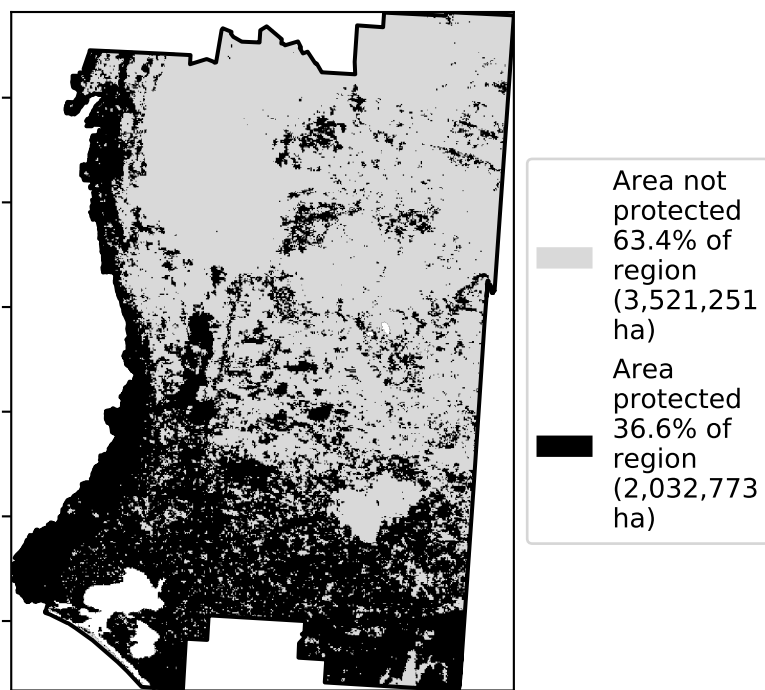 Area not
protected
63.4% of
region
(3,521,251
ha)
Area
protected
36.6% of
region
(2,032,773
ha)